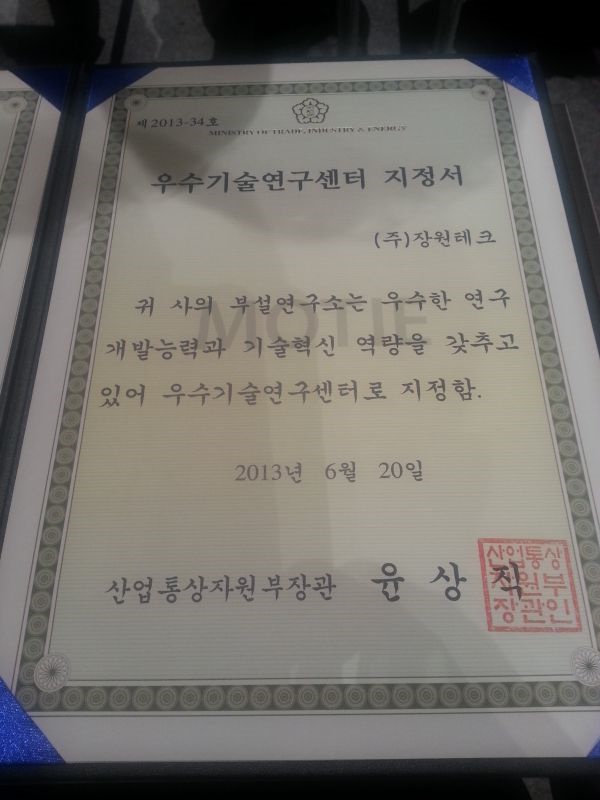 제 2013-34호
MINISTRY OF TRADE, INDUSTRY & ENERGY
우수기술연구센터 지정서
(주)장원테크
귀 사의 부설연구소는 우수한 연구
개발능력과 기술혁신 역량을 갖추고
있어 우수기술연구센터로 지정함.
MOTIE
2013년 6월 20일
산업통상자원부장관 윤 상 직
산업통상
자원부
장관인